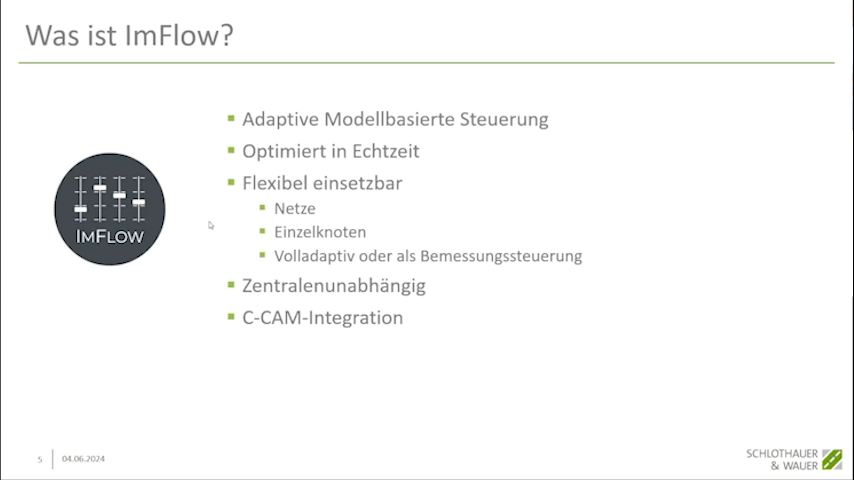 Was ist ImFlow?
Adaptive Modellbasierte Steuerung
Optimiert in Echtzeit
Flexibel einsetzbar
Netze
Einzelknoten
Volladaptiv oder als Bemessungssteuerung
Zentralenunabhängig
C-CAM-Integration
IMFLOW
5
04.06.2024
SCHLOTHAUER
& WAUER